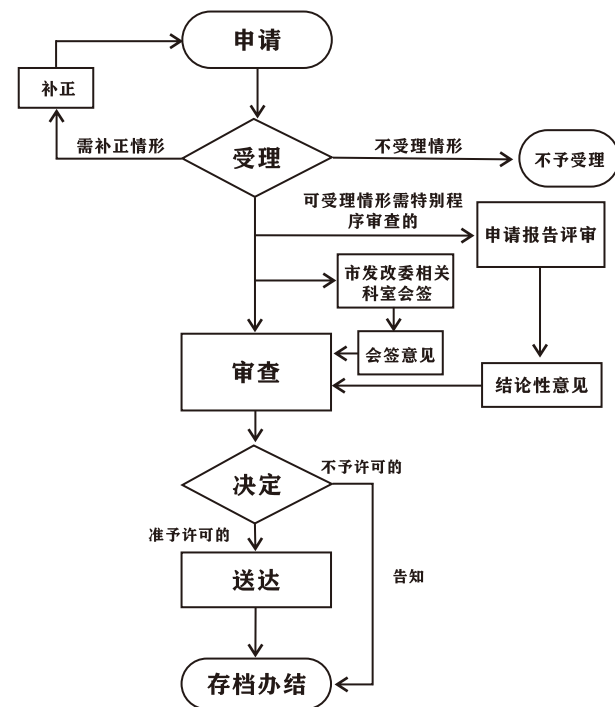 申请
补正
需补正情形
受理
不受理情形
不予受理
可受理情形需特别程
序审查的
申请报告评审
市发改委相关
科室会签
会签意见
审查
结论性意见
不予许可的
决定
准予许可的
送达
告知
存档办结